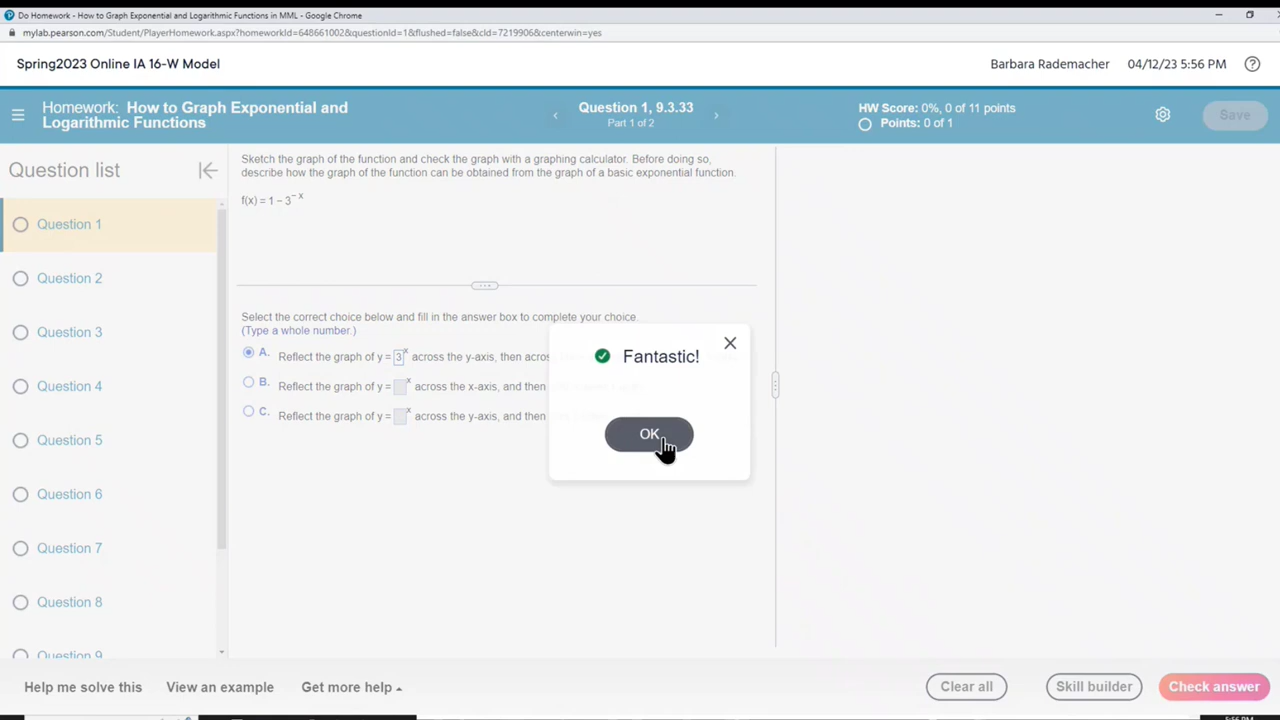 Do Homework - How to Graph Exponential and Logarithmic Functions in MML - Google Chrome
mylab.pearson.com/Student/PlayerHomework.aspx?homeworkId=648661002&questionId=1&flushed=false&cId=7219906&centerwin=yes
Spring2023 Online IA 16-W Model
Barbara Rademacher 04/12/23 5:56 PM
Homework: How to Graph Exponential and
Logarithmic Functions
Question 1, 9.3.33
Part 1 of 2
HW Score: 0%, 0 of 11 points
Points: 0 of 1
Save
Question list
Question 1
Question 2
Question 3
Question 4
Question 5
Question 6
Question 7
Question 8
Question 9
Sketch the graph of the function and check the graph with a graphing calculator. Before doing so,
describe how the graph of the function can be obtained from the graph of a basic exponential function.
f(x) = 1 − 3^−x
Select the correct choice below and fill in the answer box to complete your choice.
(Type a whole number.)
A. Reflect the graph of y = 3^x across the y-axis, then
B. Reflect the graph of y = ^x across the x-axis, and then
C. Reflect the graph of y = ^x across the y-axis, and then
Fantastic!
OK
Help me solve this
View an example
Get more help
Clear all
Skill builder
Check answer